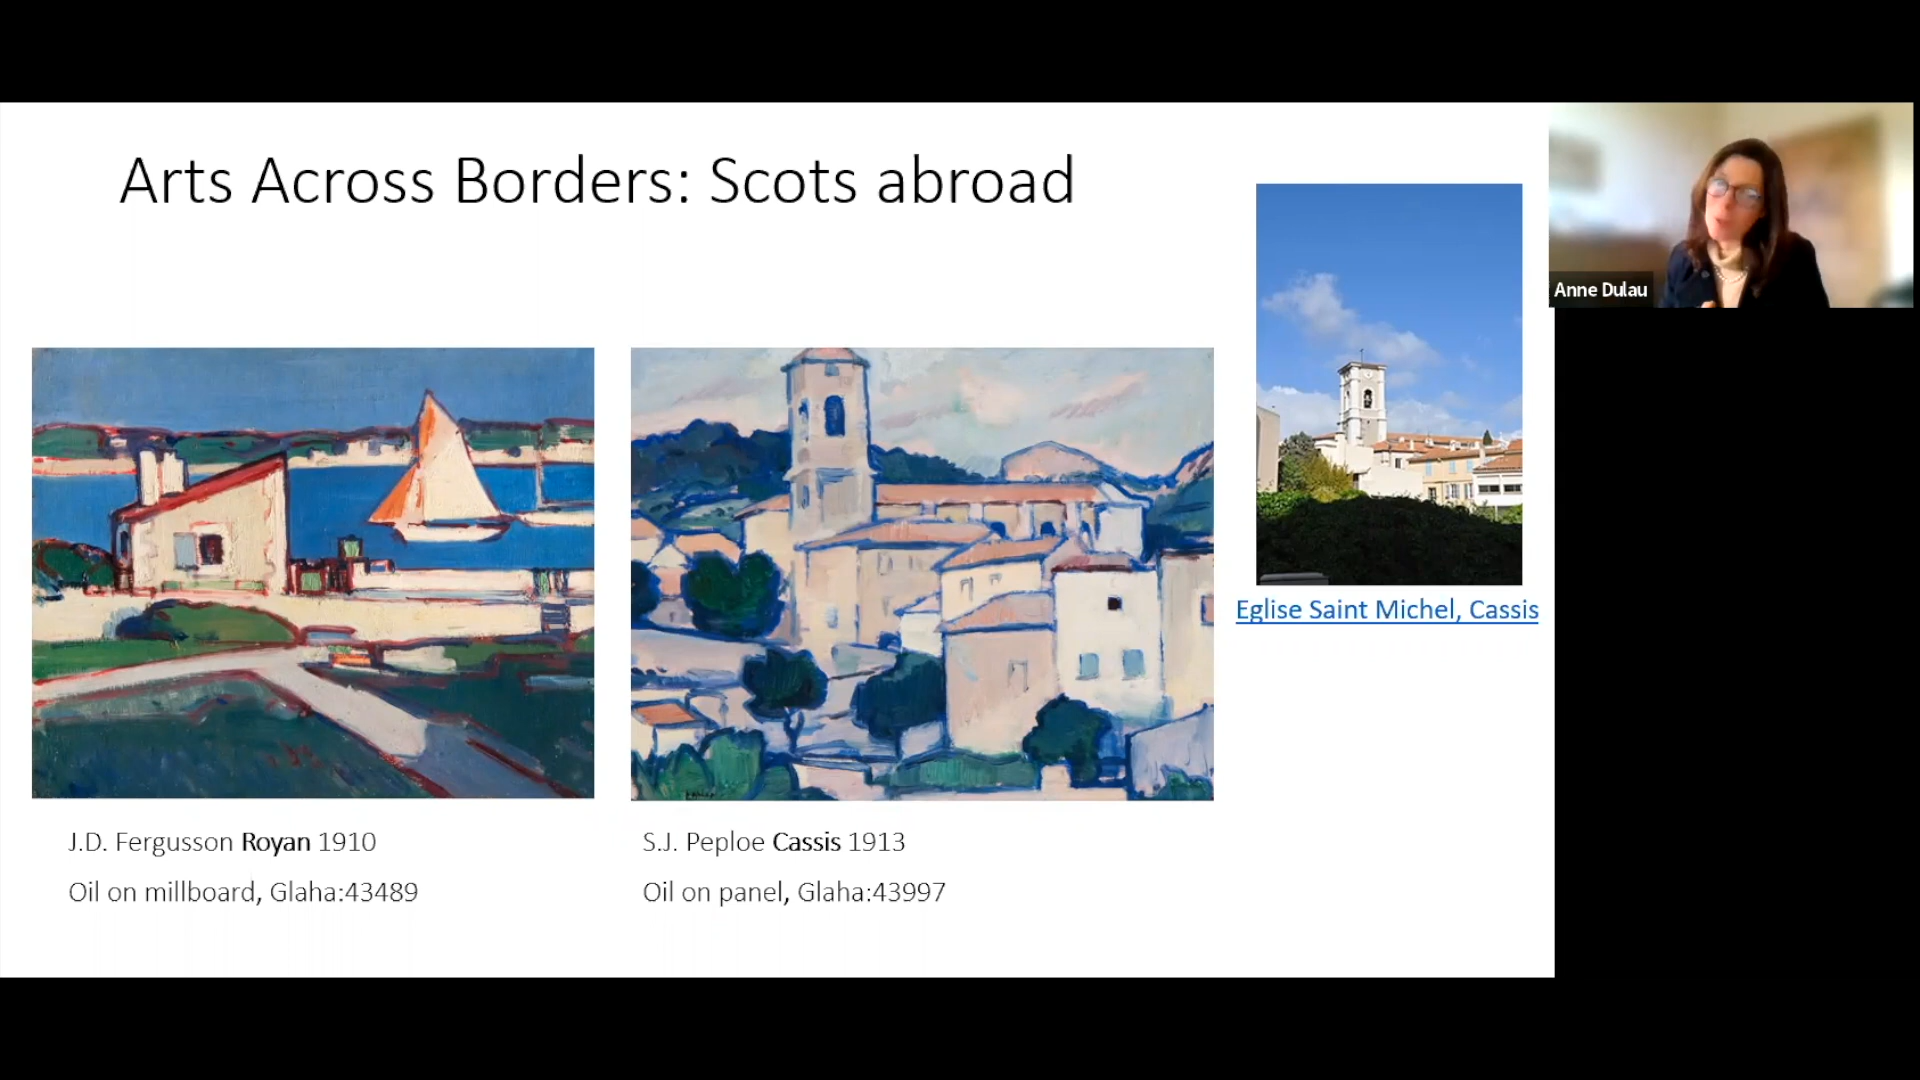 Arts Across Borders: Scots abroad
Anne Dulau
Eglise Saint Michel, Cassis
J.D. Fergusson Royan 1910
Oil on millboard, Glaha:43489
S.J. Peploe Cassis 1913
Oil on panel, Glaha:43997